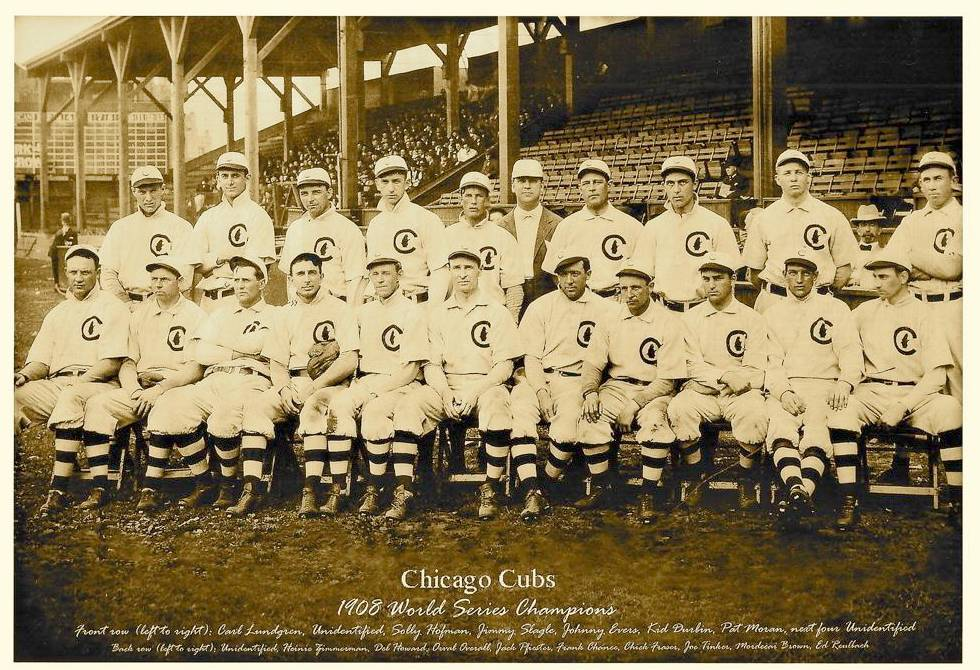 Chicago Cubs
1908 World Series Champions
Front row (left to right): Carl Lundgren, Unidentified, Solly Hofman, Jimmy Slagle, Johnny Evers, Kid Durbin, Pat Moran, next four Unidentified
Back row (left to right): Unidentified, Heinie Zimmerman, Del Howard, Orval Overall, Jack Pfiester, Frank Chance, Chick Fraser, Joe Tinker, Mordecai Brown, Ed Reulbach